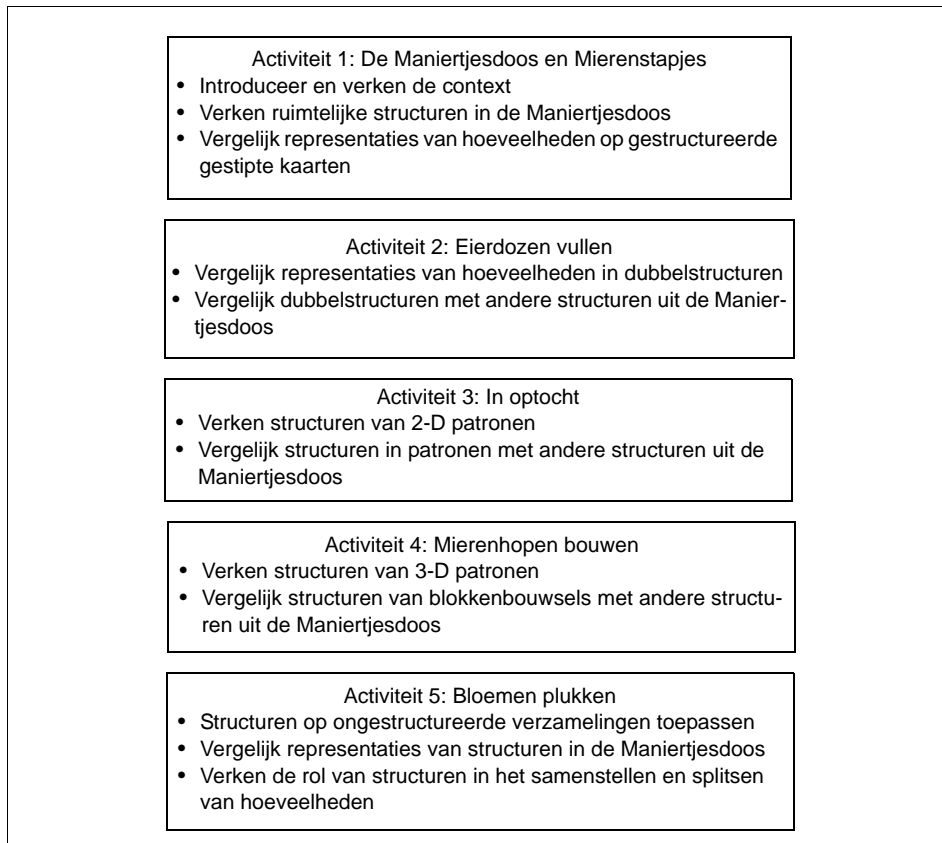 Activiteit 1: De Maniertjesdoos en Mierenstapjes
• Introduceer en verken de context
• Verken ruimtelijke structuren in de Maniertjesdoos
• Vergelijk representaties van hoeveelheden op gestructureerde
gestipte kaarten
Activiteit 2: Eierdozen vullen
• Vergelijk representaties van hoeveelheden in dubbelstructuren
• Vergelijk dubbelstructuren met andere structuren uit de Manier-
tjesdoos
Activiteit 3: In optocht
• Verken structuren van 2-D patronen
• Vergelijk structuren in patronen met andere structuren uit de
Maniertjesdoos
Activiteit 4: Mierenhopen bouwen
• Verken structuren van 3-D patronen
• Vergelijk structuren van blokkenbouwsels met andere structu-
ren uit de Maniertjesdoos
Activiteit 5: Bloemen plukken
• Structuren op ongestructureerde verzamelingen toepassen
• Vergelijk representaties van structuren in de Maniertjesdoos
• Verken de rol van structuren in het samenstellen en splitsen
van hoeveelheden